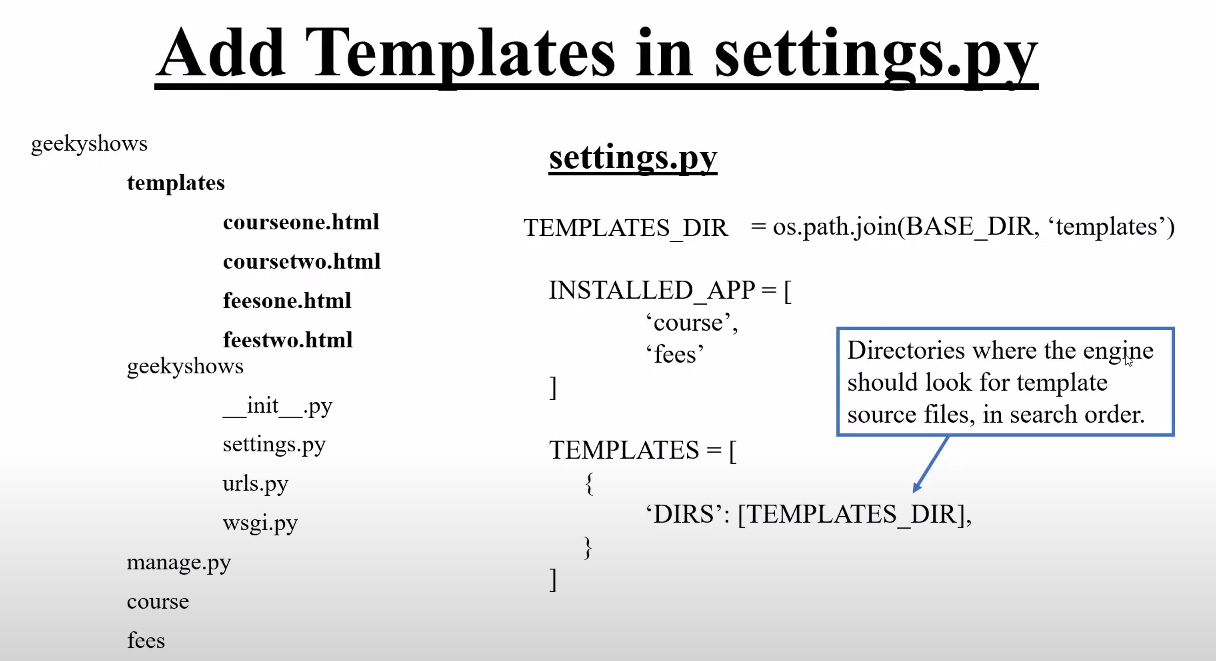 Add Templates in settings.py
geekyshows
templates
courseone.html
coursetwo.html
feesone.html
feestwo.html
geekyshows
__init__.py
settings.py
urls.py
wsgi.py
manage.py
course
fees
settings.py
TEMPLATES_DIR = os.path.join(BASE_DIR, ‘templates’)
INSTALLED_APP = [
‘course’,
‘fees’
]
TEMPLATES = [
{
‘DIRS’: [TEMPLATES_DIR],
}
]
Directories where the engine
should look for template
source files, in search order.